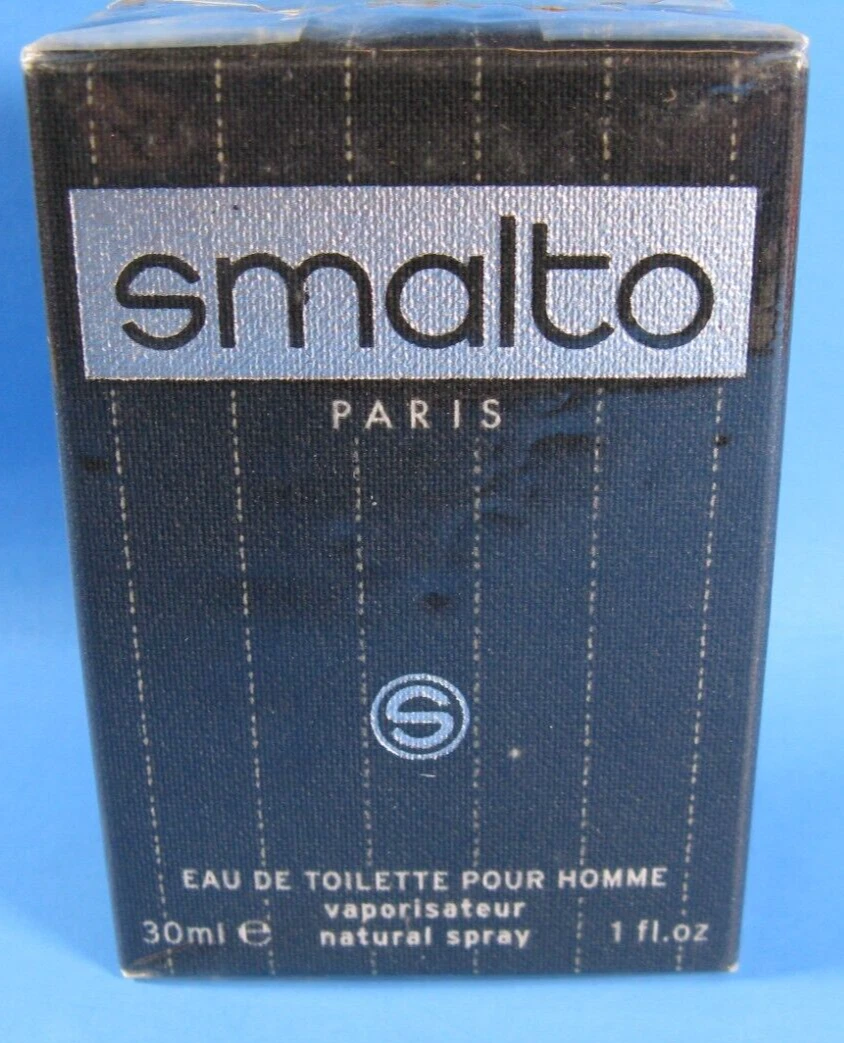 smalto
PARIS
S
EAU DE TOILETTE POUR HOMME
vaporisateur
30ml ℮ natural spray 1 fl.oz